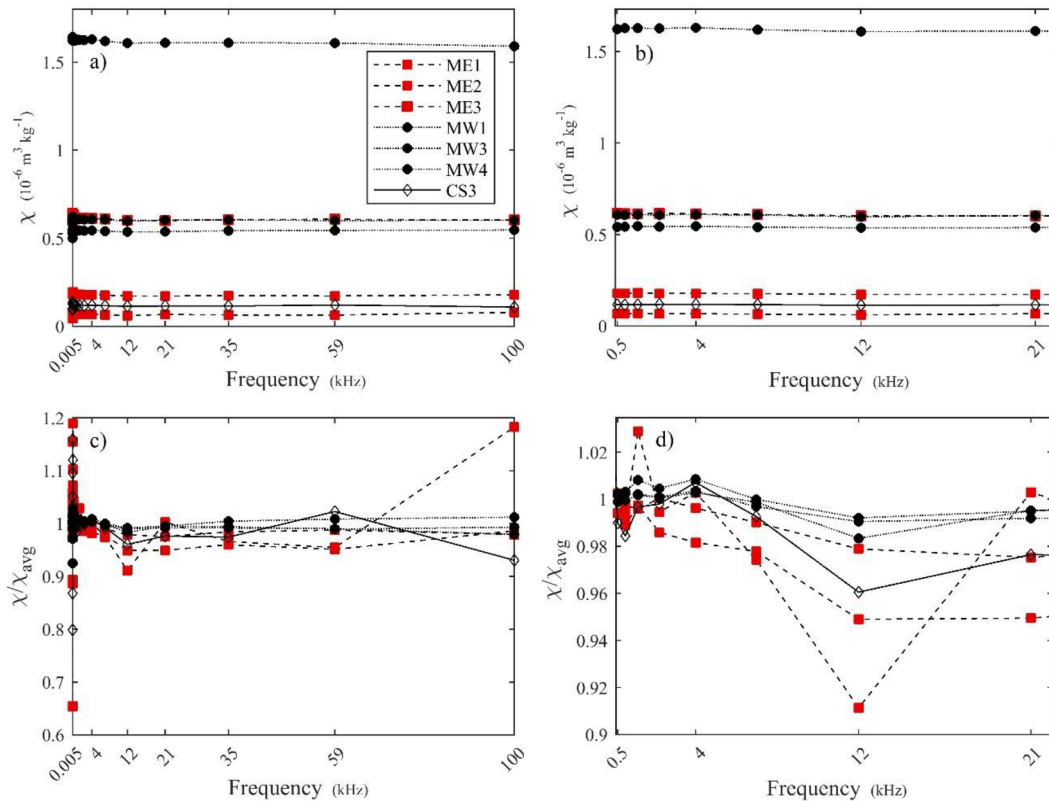 1.5
1
0.5
0
χ (10⁻⁶ m³ kg⁻¹)
a)
ME1
ME2
ME3
MW1
MW3
MW4
CS3
0.005
4
12
21
35
59
100
Frequency (kHz)
1.5
1
0.5
0
χ (10⁻⁶ m³ kg⁻¹)
b)
0.5
4
12
21
Frequency (kHz)
1.2
1.1
1.0
0.9
0.8
0.7
0.6
χ/χavg
c)
0.005
4
12
21
35
59
100
Frequency (kHz)
1.02
1
0.98
0.96
0.94
0.92
0.9
χ/χavg
d)
0.5
4
12
21
Frequency (kHz)